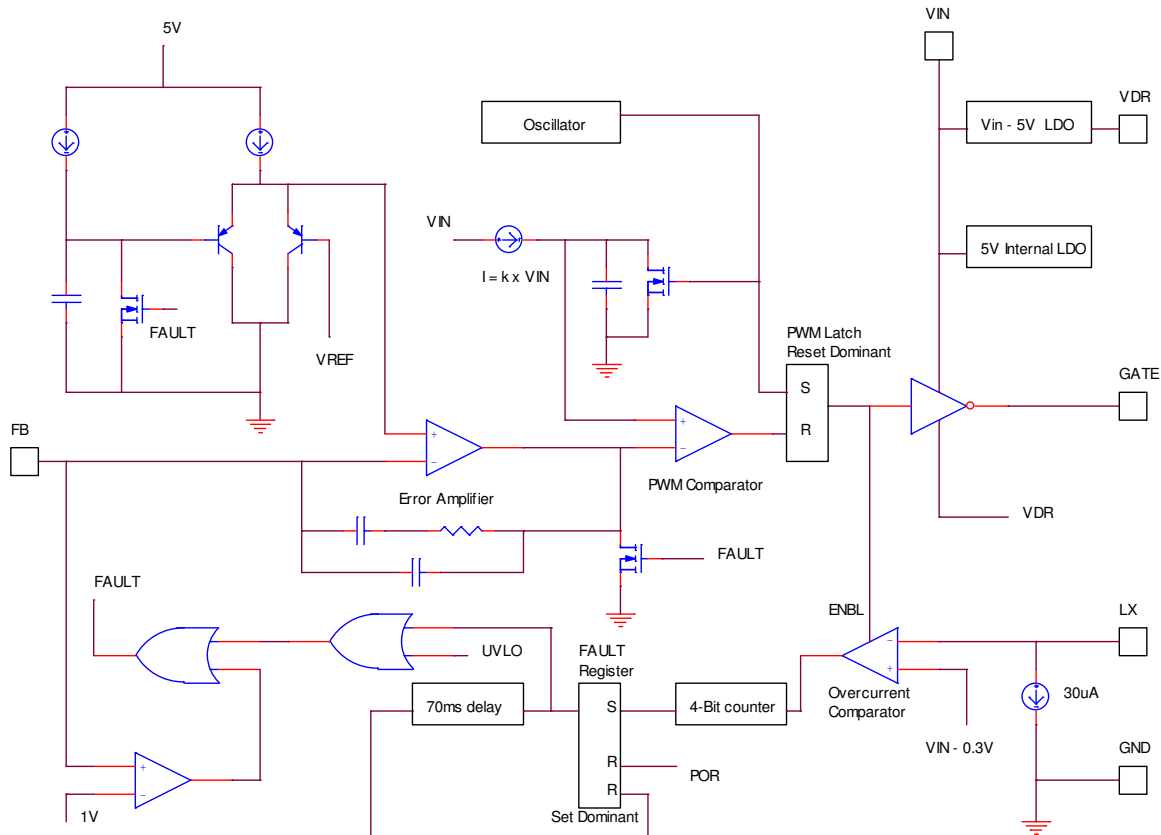 5V
VIN
VDR
Oscillator
Vin - 5V LDO
VIN
I = k x VIN
5V Internal LDO
FAULT
VREF
PWM Latch
Reset Dominant
S
R
GATE
FB
+
−
+
−
PWM Comparator
Error Amplifier
VDR
FAULT
FAULT
ENBL
LX
UVLO
FAULT
Register
−
+
Overcurrent
Comparator
30uA
70ms delay
S
4-Bit counter
VIN - 0.3V
GND
R
POR
R
+
−
1V
Set Dominant